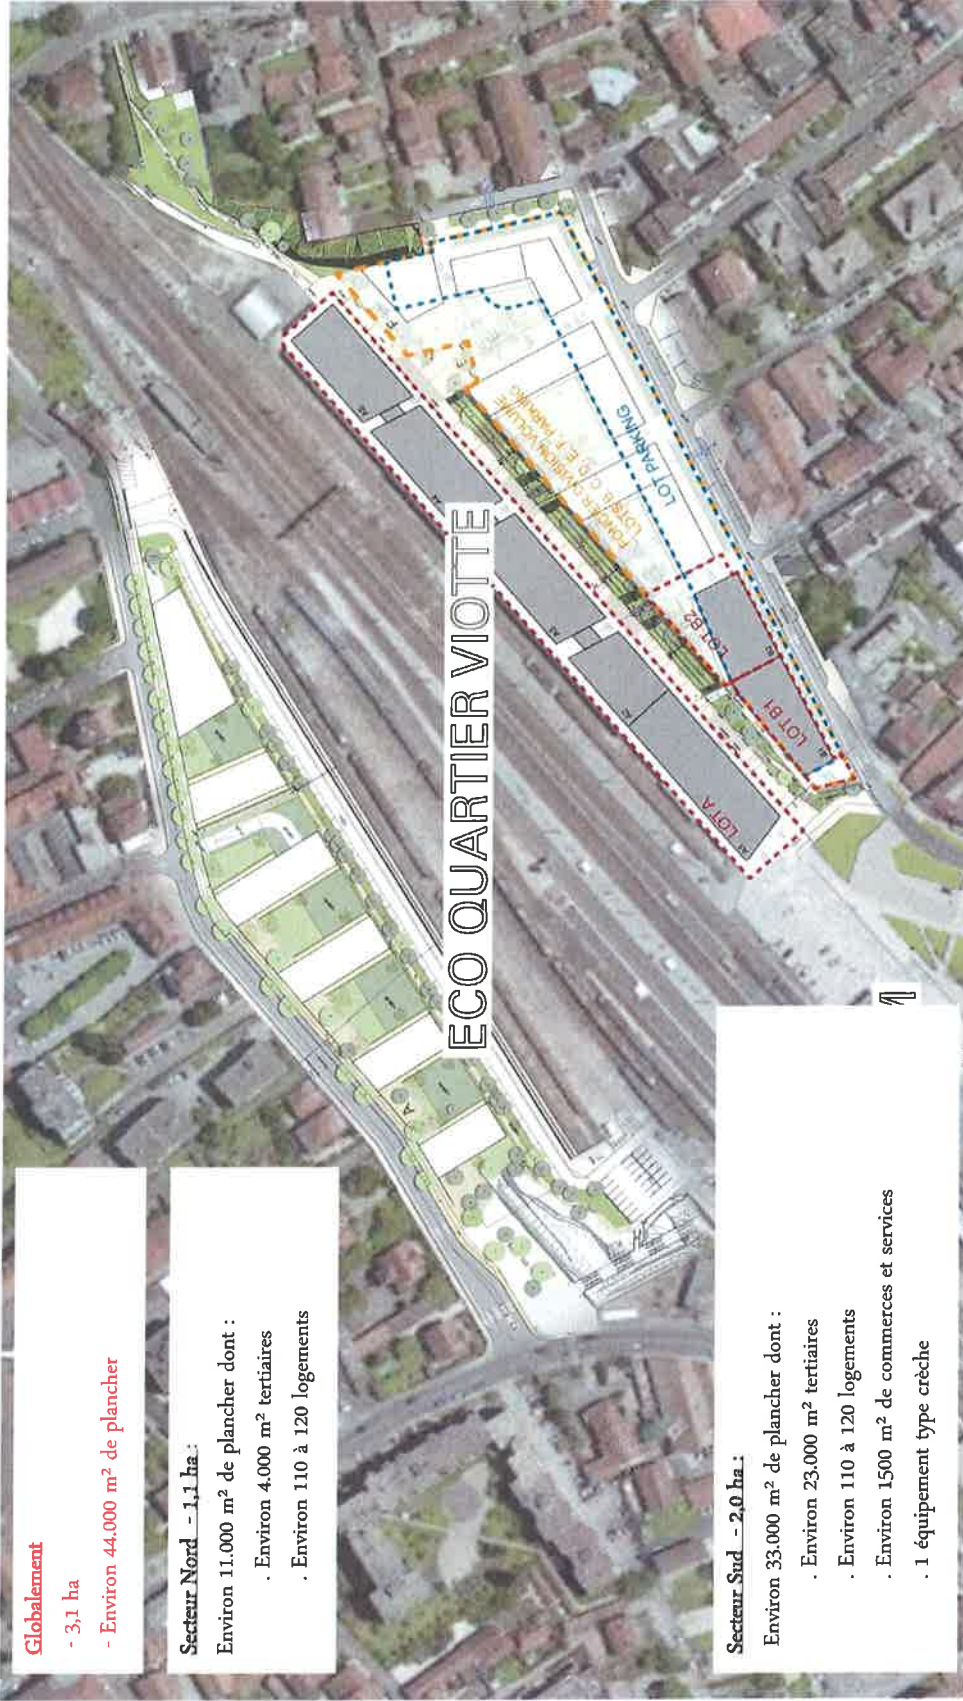 Globalement
- 3,1 ha
- Environ 44.000 m² de plancher
Secteur Nord - 1,1 ha :
Environ 11.000 m² de plancher dont :
. Environ 4.000 m² tertiaires
. Environ 110 à 120 logements
ECO QUARTIER VIOTTE
Secteur Sud - 2,0 ha :
Environ 33.000 m² de plancher dont :
. Environ 23.000 m² tertiaires
. Environ 110 à 120 logements
. Environ 1500 m² de commerces et services
. 1 équipement type crèche
LOT A
LOT B1
LOT B2
LOT PARKING
FONCIER DIVISION VOLUME
A